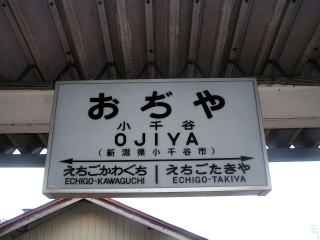 おぢや
小千谷
OJIYA
(新潟県小千谷市)
えちごかわぐち えちごたきや
ECHIGO-KAWAGUCHI ECHIGO-TAKIYA